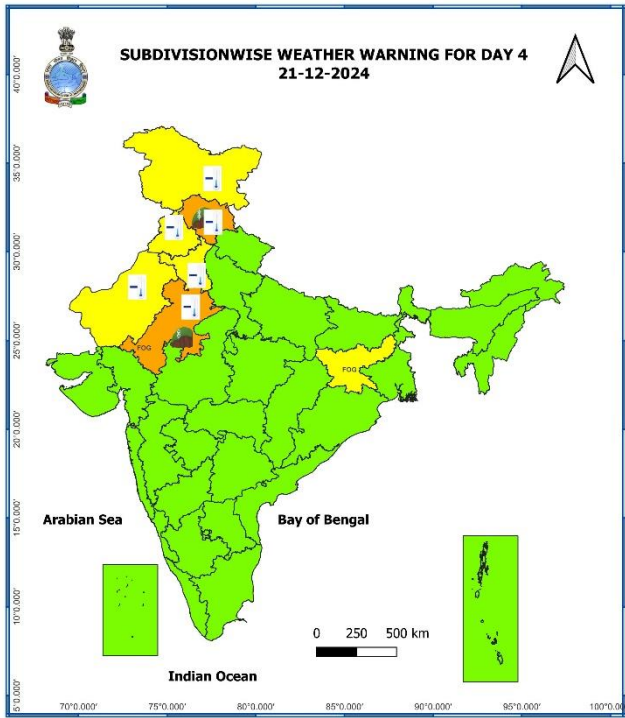 SUBDIVISIONWISE WEATHER WARNING FOR DAY 4
21-12-2024
40°0.000'
35°0.000'
30°0.000'
25°0.000'
20°0.000'
15°0.000'
10°0.000'
5°0.000'
FOG
FOG
Arabian Sea
Bay of Bengal
0 250 500 km
Indian Ocean
70°0.000' 75°0.000' 80°0.000' 85°0.000' 90°0.000' 95°0.000' 100°0.00